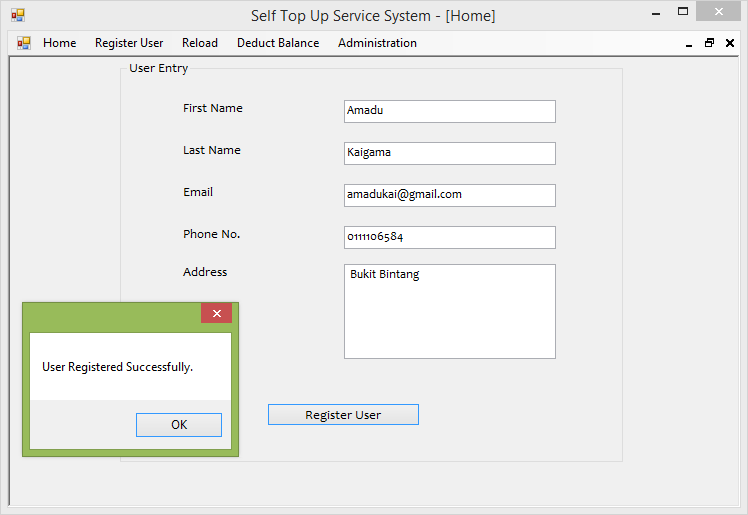 Self Top Up Service System - [Home]
Home Register User Reload Deduct Balance Administration
User Entry
First Name Amadu
Last Name Kaigama
Email amadukai@gmail.com
Phone No. 0111106584
Address Bukit Bintang
User Registered Successfully.
OK
Register User